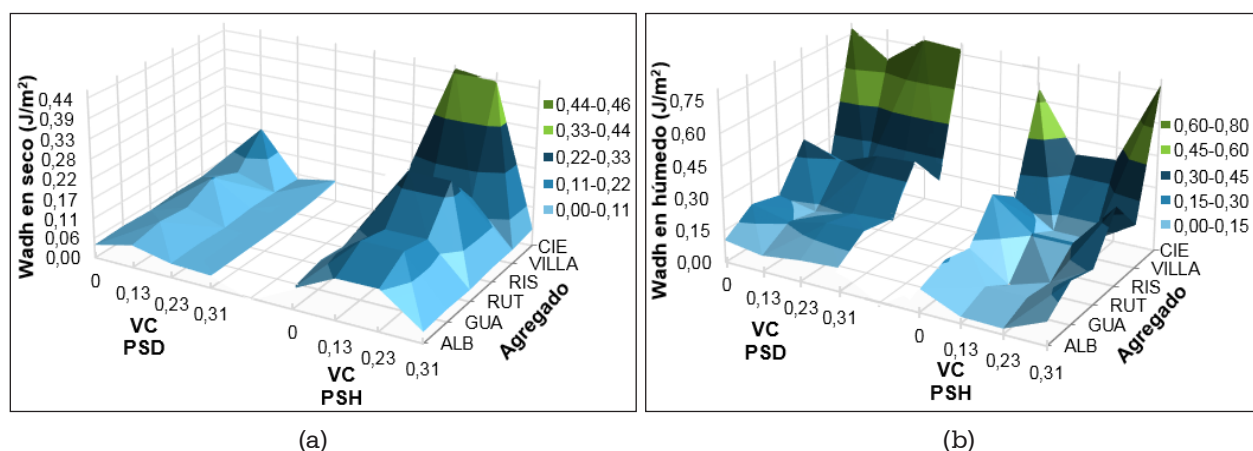 Wadh en seco (J/m²)
0,44
0,39
0,33
0,28
0,22
0,17
0,11
0,06
0,00
0
0,13
0,23
0,31
VC
PSD
0
0,13
0,23
0,31
VC
PSH
ALB
GUA
RUT
RIS
VILLA
CIE
Agregado
0,44-0,46
0,33-0,44
0,22-0,33
0,11-0,22
0,00-0,11
(a)
Wadh en húmedo (J/m²)
0,75
0,60
0,45
0,30
0,15
0,00
0
0,13
0,23
0,31
VC
PSD
0
0,13
0,23
0,31
VC
PSH
ALB
GUA
RUT
RIS
VILLA
CIE
Agregado
0,60-0,80
0,45-0,60
0,30-0,45
0,15-0,30
0,00-0,15
(b)